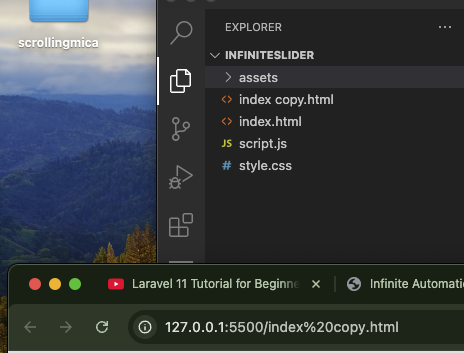 scrollingmica
EXPLORER
INFINITESLIDER
assets
index copy.html
index.html
JS script.js
# style.css
Laravel 11 Tutorial for Beginne
Infinite Automati
127.0.0.1:5500/index%20copy.html